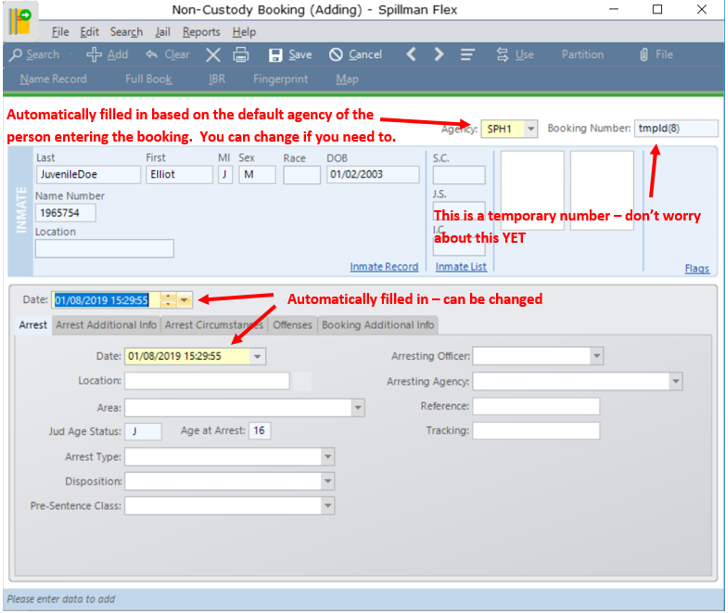 Non-Custody Booking (Adding) - Spillman Flex
File Edit Search Jail Reports Help
Search Add Clear Save Cancel Use Partition File
Name Record Full Book IBR Fingerprint Map
Automatically filled in based on the default agency of the
person entering the booking. You can change if you need to.
Agency: SPH1 Booking Number: tmpId(8)
INMATE
Last First MI Sex Race DOB S.C.
JuvenileDoe Elliot J M 01/02/2003
Name Number J.S.
1965754
This is a temporary number – don't worry
about this YET
Location I.C.
Inmate Record Inmate List Flags
Date: 01/08/2019 15:29:55 Automatically filled in – can be changed
Arrest Arrest Additional Info Arrest Circumstances Offenses Booking Additional Info
Date: 01/08/2019 15:29:55 Arresting Officer:
Location: Arresting Agency:
Area: Reference:
Jud Age Status: J Age at Arrest: 16 Tracking:
Arrest Type:
Disposition:
Pre-Sentence Class:
Please enter data to add